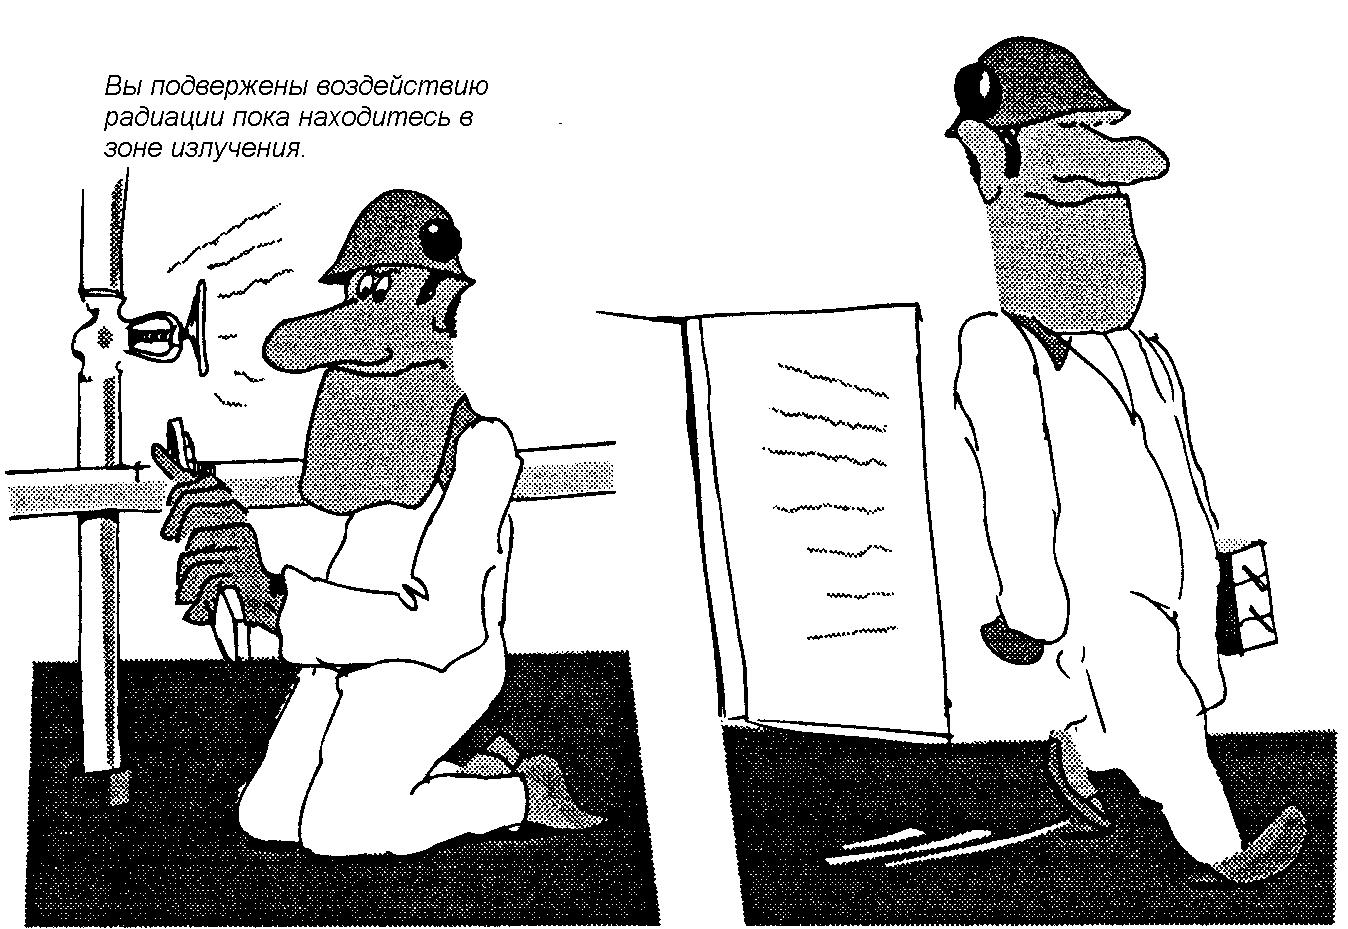 Вы подвержены воздействию
радиации пока находитесь в
зоне излучения.